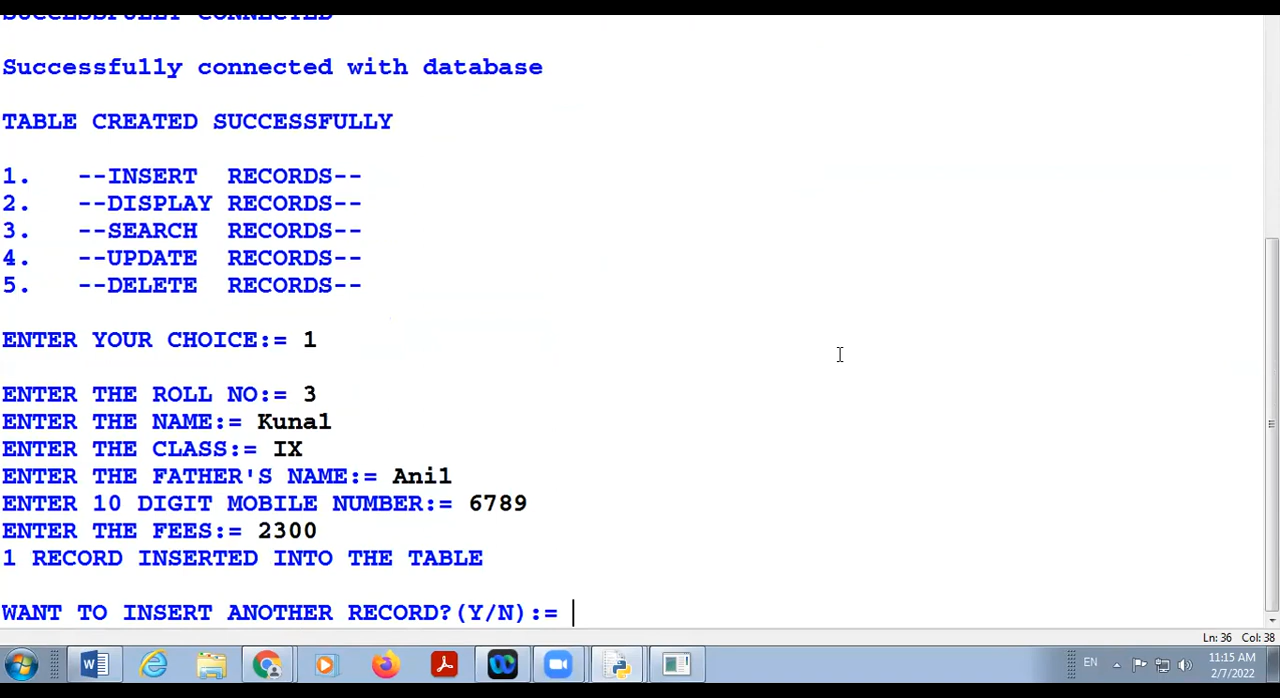 SUCCESSFULLY CONNECTED
Successfully connected with database
TABLE CREATED SUCCESSFULLY
1. --INSERT RECORDS--
2. --DISPLAY RECORDS--
3. --SEARCH RECORDS--
4. --UPDATE RECORDS--
5. --DELETE RECORDS--
ENTER YOUR CHOICE:= 1
ENTER THE ROLL NO:= 3
ENTER THE NAME:= Kunal
ENTER THE CLASS:= IX
ENTER THE FATHER'S NAME:= Anil
ENTER 10 DIGIT MOBILE NUMBER:= 6789
ENTER THE FEES:= 2300
1 RECORD INSERTED INTO THE TABLE
WANT TO INSERT ANOTHER RECORD?(Y/N):=
Ln: 36 Col: 38
EN
11:15 AM
2/7/2022